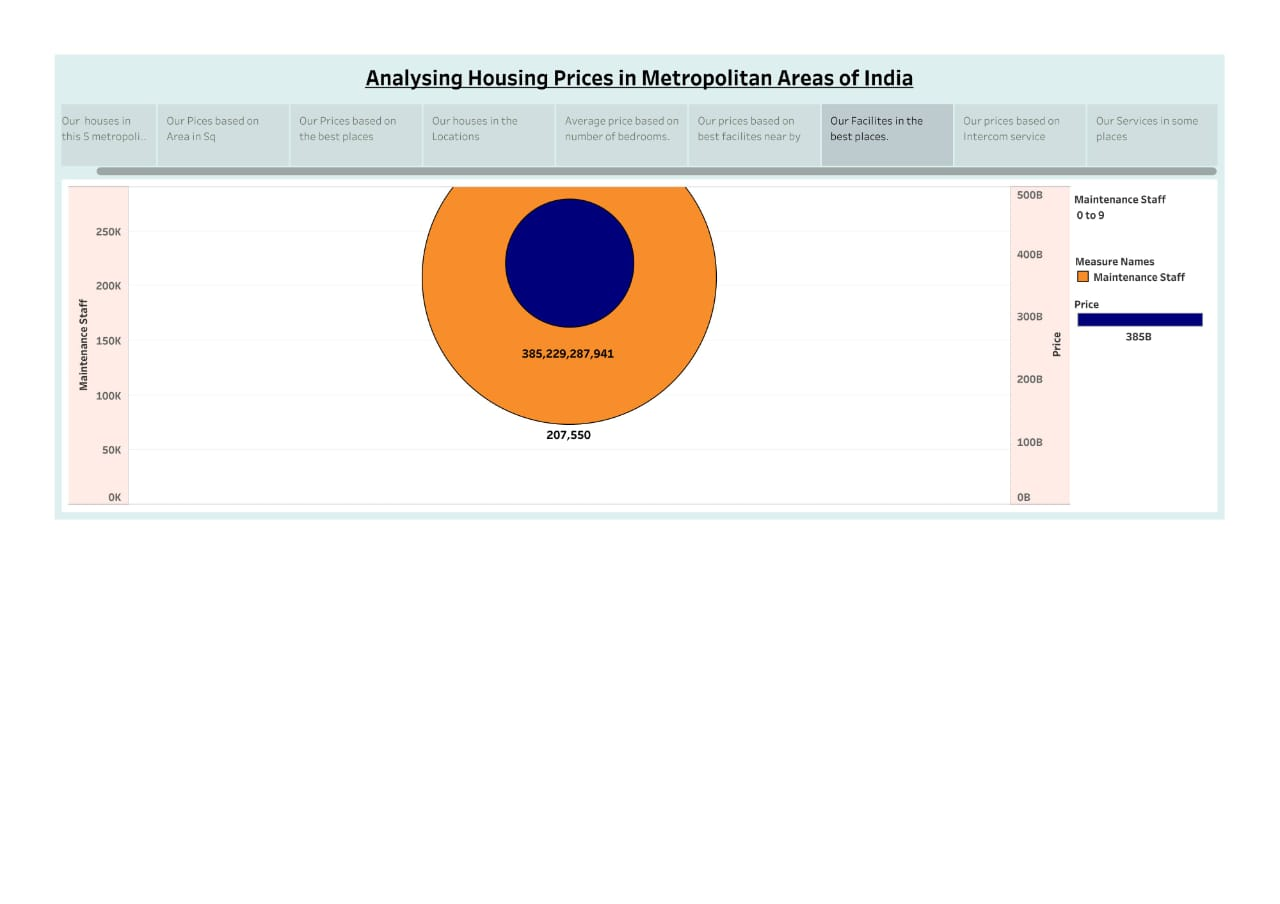 Analysing Housing Prices in Metropolitan Areas of India
Our houses in
this 5 metropoli..
Our Pices based on
Area in Sq
Our Prices based on
the best places
Our houses in the
Locations
Average price based on
number of bedrooms.
Our prices based on
best facilites near by
Our Facilites in the
best places.
Our prices based on
Intercom service
Our Services in some
places
250K
200K
150K
100K
50K
0K
Maintenance Staff
385,229,287,941
207,550
500B
400B
300B
200B
100B
0B
Price
Maintenance Staff
0 to 9
Measure Names
Maintenance Staff
Price
385B